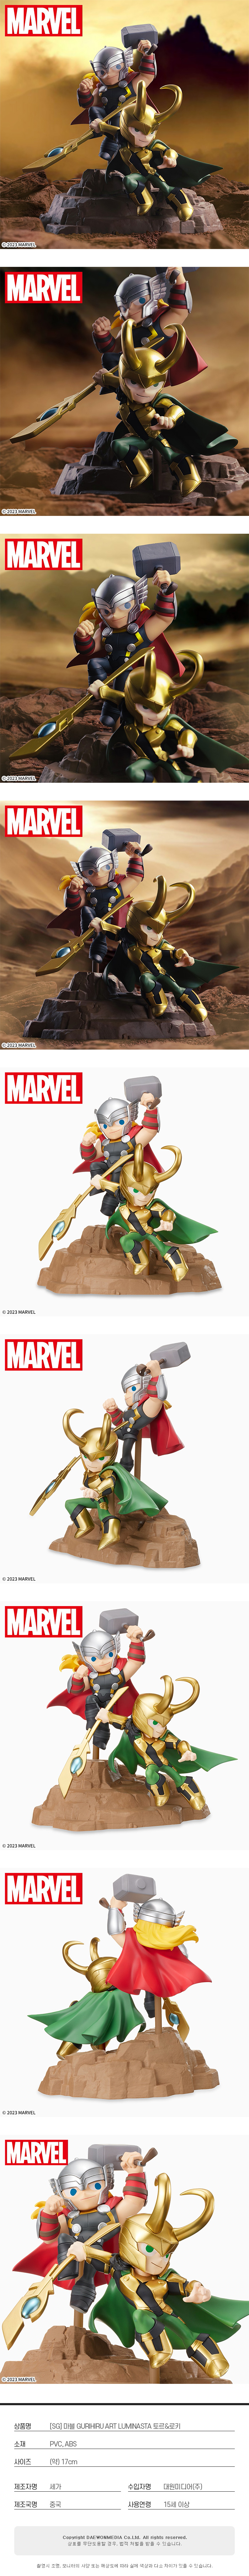 MARVEL
© 2023 MARVEL
MARVEL
© 2023 MARVEL
MARVEL
© 2023 MARVEL
MARVEL
© 2023 MARVEL
MARVEL
© 2023 MARVEL
MARVEL
© 2023 MARVEL
MARVEL
© 2023 MARVEL
MARVEL
© 2023 MARVEL
MARVEL
© 2023 MARVEL
상품명 [SG] 마블 GURIHIRU ART LUMINASTA 토르&로키
소재 PVC, ABS
사이즈 (약) 17cm
제조자명 세가 수입자명 대원미디어(주)
제조국명 중국 사용연령 15세 이상
Copyright DAEWONMEDIA Co.Ltd. All rights reserved.
상표를 무단도용할 경우, 법적 처벌을 받을 수 있습니다.
촬영시 조명, 모니터의 사양 또는 해상도에 따라 실제 색상과 다소 차이가 있을 수 있습니다.